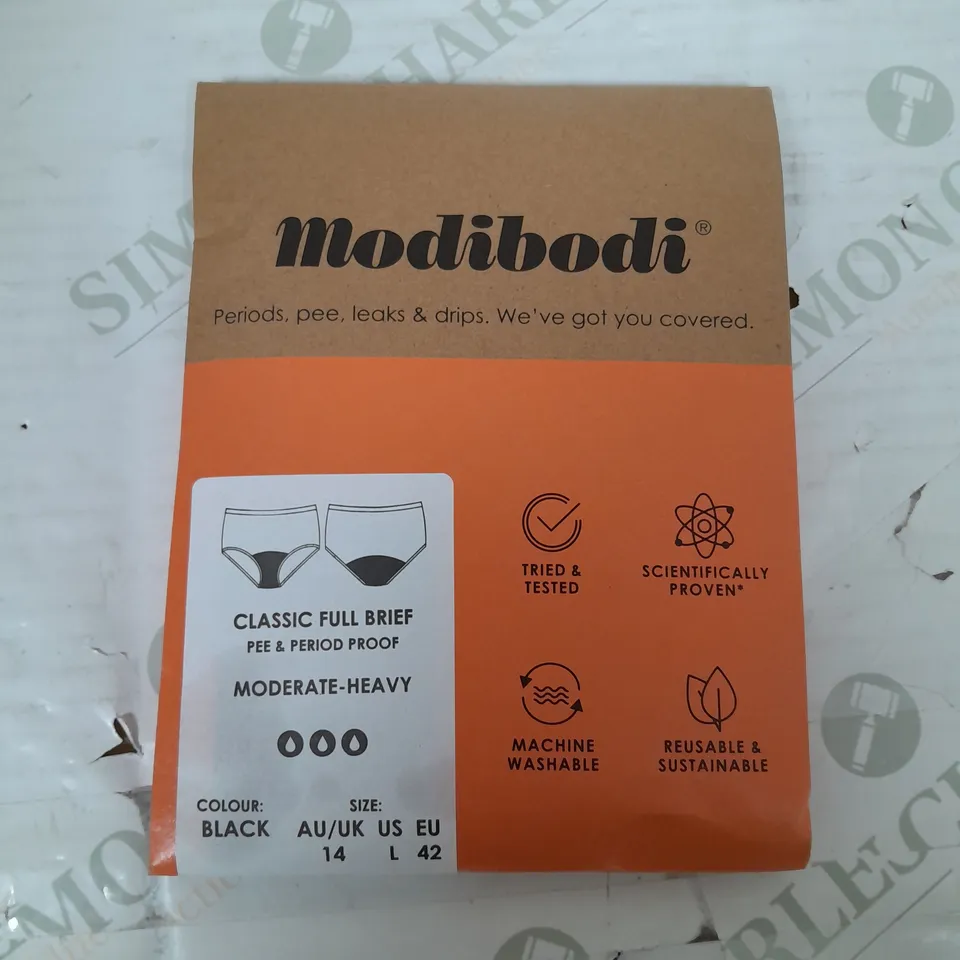 modibodi®
Periods, pee, leaks & drips. We've got you covered.
CLASSIC FULL BRIEF
PEE & PERIOD PROOF
MODERATE-HEAVY
COLOUR: SIZE:
BLACK AU/UK US EU
14 L 42
TRIED &
TESTED
SCIENTIFICALLY
PROVEN*
MACHINE
WASHABLE
REUSABLE &
SUSTAINABLE